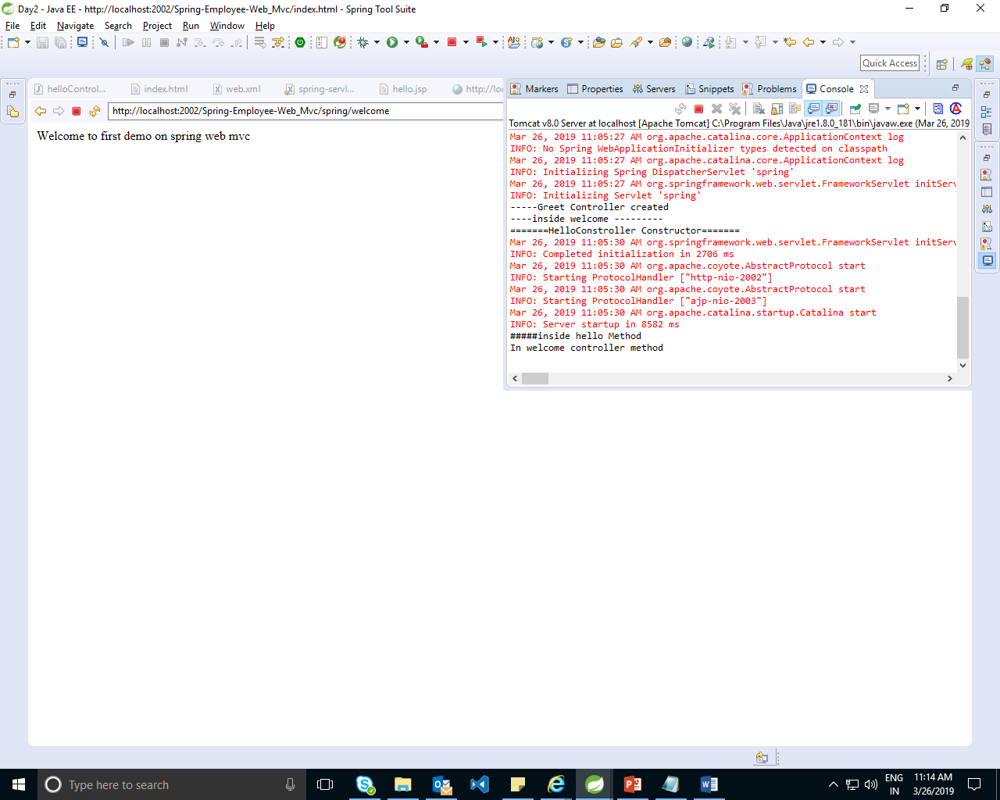 Day2 - Java EE - http://localhost:2002/Spring-Employee-Web_Mvc/index.html - Spring Tool Suite
File Edit Navigate Search Project Run Window Help
Quick Access
helloControl... index.html web.xml spring-servl... hello.jsp http://loc
http://localhost:2002/Spring-Employee-Web_Mvc/spring/welcome
Welcome to first demo on spring web mvc
Markers Properties Servers Snippets Problems Console
Tomcat v8.0 Server at localhost [Apache Tomcat] C:\Program Files\Java\jre1.8.0_181\bin\javaw.exe (Mar 26, 2019
Mar 26, 2019 11:05:27 AM org.apache.catalina.core.ApplicationContext log
INFO: No Spring WebApplicationInitializer types detected on classpath
Mar 26, 2019 11:05:27 AM org.apache.catalina.core.ApplicationContext log
INFO: Initializing Spring DispatcherServlet 'spring'
Mar 26, 2019 11:05:27 AM org.springframework.web.servlet.FrameworkServlet initServ
INFO: Initializing Servlet 'spring'
-----Greet Controller created
----inside welcome ---------
=======HelloConstroller Constructor=======
Mar 26, 2019 11:05:30 AM org.springframework.web.servlet.FrameworkServlet initServ
INFO: Completed initialization in 2706 ms
Mar 26, 2019 11:05:30 AM org.apache.coyote.AbstractProtocol start
INFO: Starting ProtocolHandler ["http-nio-2002"]
Mar 26, 2019 11:05:30 AM org.apache.coyote.AbstractProtocol start
INFO: Starting ProtocolHandler ["ajp-nio-2003"]
Mar 26, 2019 11:05:30 AM org.apache.catalina.startup.Catalina start
INFO: Server startup in 8582 ms
#####inside hello Method
In welcome controller method
Type here to search
ENG
IN
11:14 AM
3/26/2019